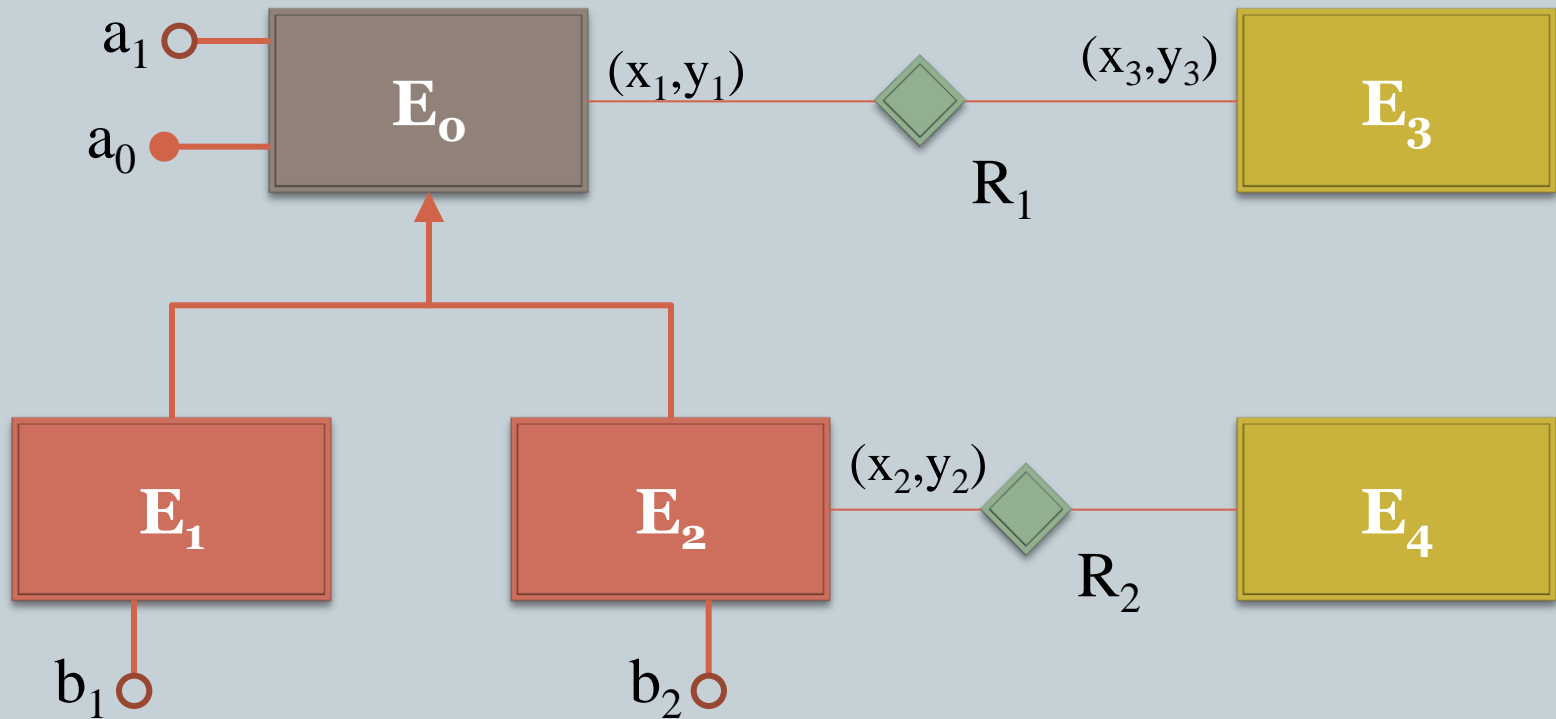 a₁
E₀
(x₁,y₁)
(x₃,y₃)
E₃
a₀
R₁
E₁
E₂
(x₂,y₂)
E₄
R₂
b₁
b₂